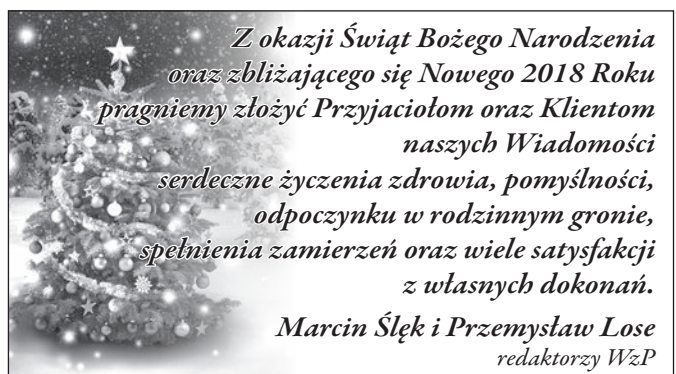 Z okazji Świąt Bożego Narodzenia
oraz zbliżającego się Nowego 2018 Roku
pragniemy złożyć Przyjaciołom oraz Klientom
naszych Wiadomości
serdeczne życzenia zdrowia, pomyślności,
odpoczynku w rodzinnym gronie,
spełnienia zamierzeń oraz wiele satysfakcji
z własnych dokonań.
Marcin Ślęk i Przemysław Lose
redaktorzy WzP